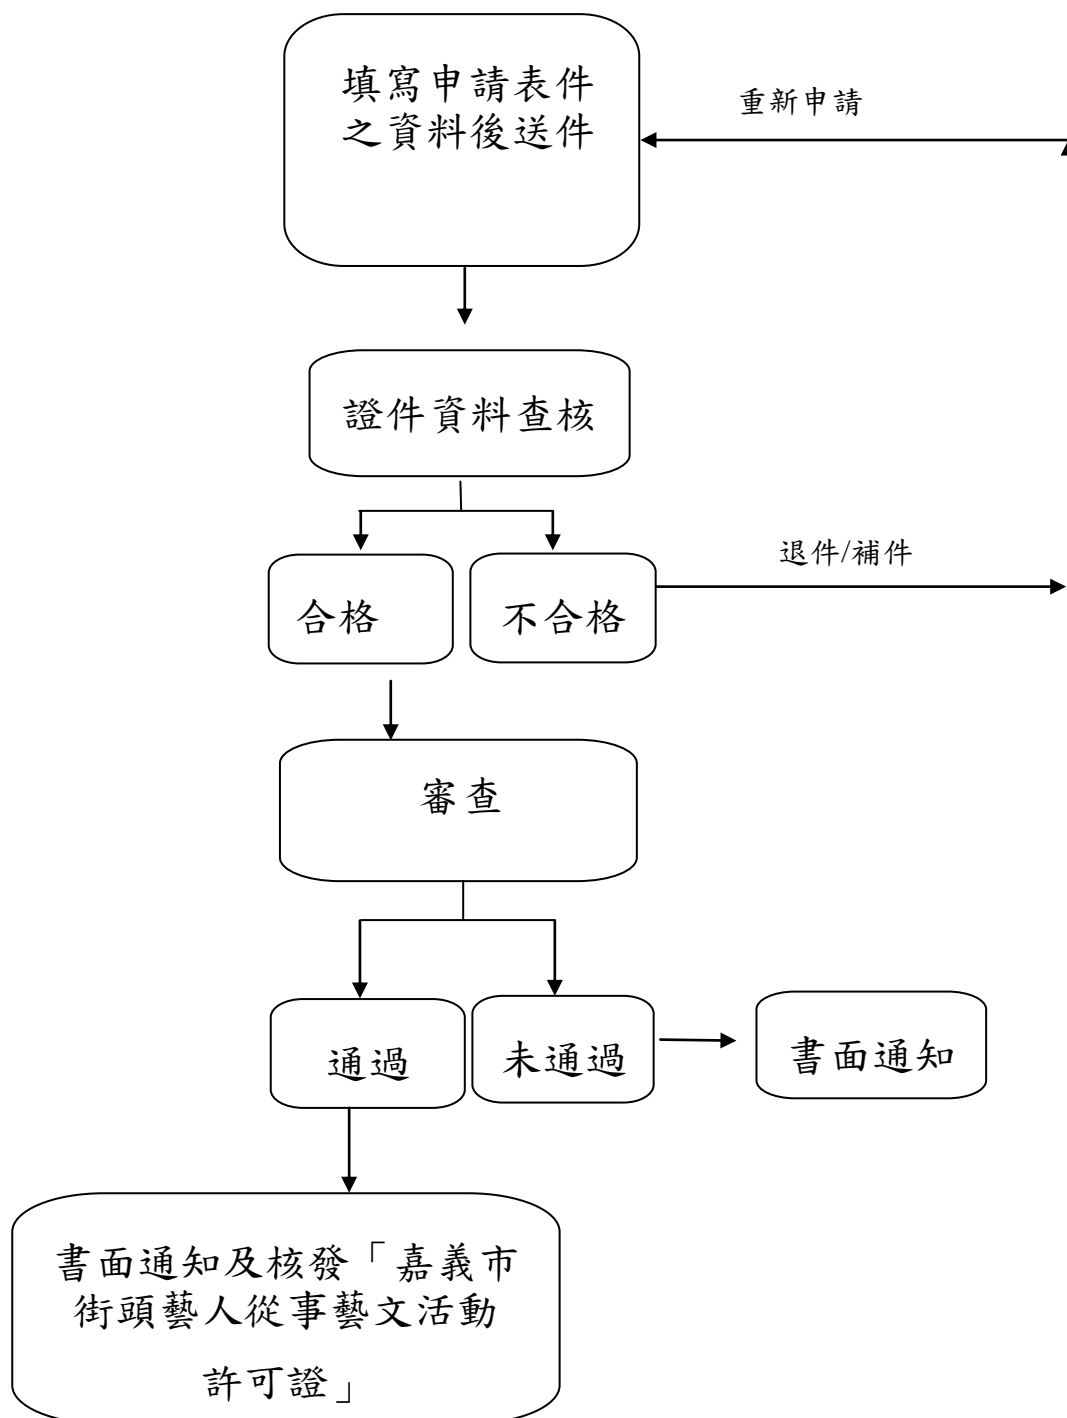 填寫申請表件
之資料後送件
重新申請
證件資料查核
合格
不合格
退件/補件
審查
通過
未通過
書面通知
書面通知及核發「嘉義市
街頭藝人從事藝文活動
許可證」